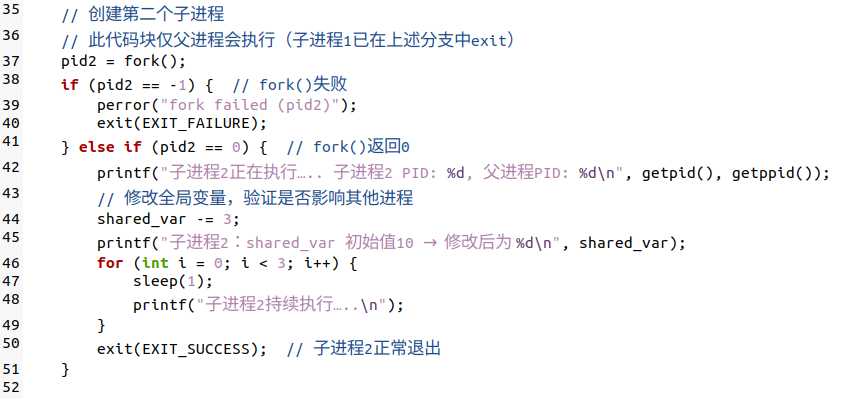 35 // 创建第二个子进程
36 // 此代码块仅父进程会执行（子进程1已在上述分支中exit）
37 pid2 = fork();
38 if (pid2 == -1) { // fork()失败
39 perror("fork failed (pid2)");
40 exit(EXIT_FAILURE);
41 } else if (pid2 == 0) { // fork()返回0
42 printf("子进程2正在执行….. 子进程2 PID: %d, 父进程PID: %d\n", getpid(), getppid());
43 // 修改全局变量，验证是否影响其他进程
44 shared_var -= 3;
45 printf("子进程2：shared_var 初始值10 → 修改后为%d\n", shared_var);
46 for (int i = 0; i < 3; i++) {
47 sleep(1);
48 printf("子进程2持续执行…..\n");
49 }
50 exit(EXIT_SUCCESS); // 子进程2正常退出
51 }
52